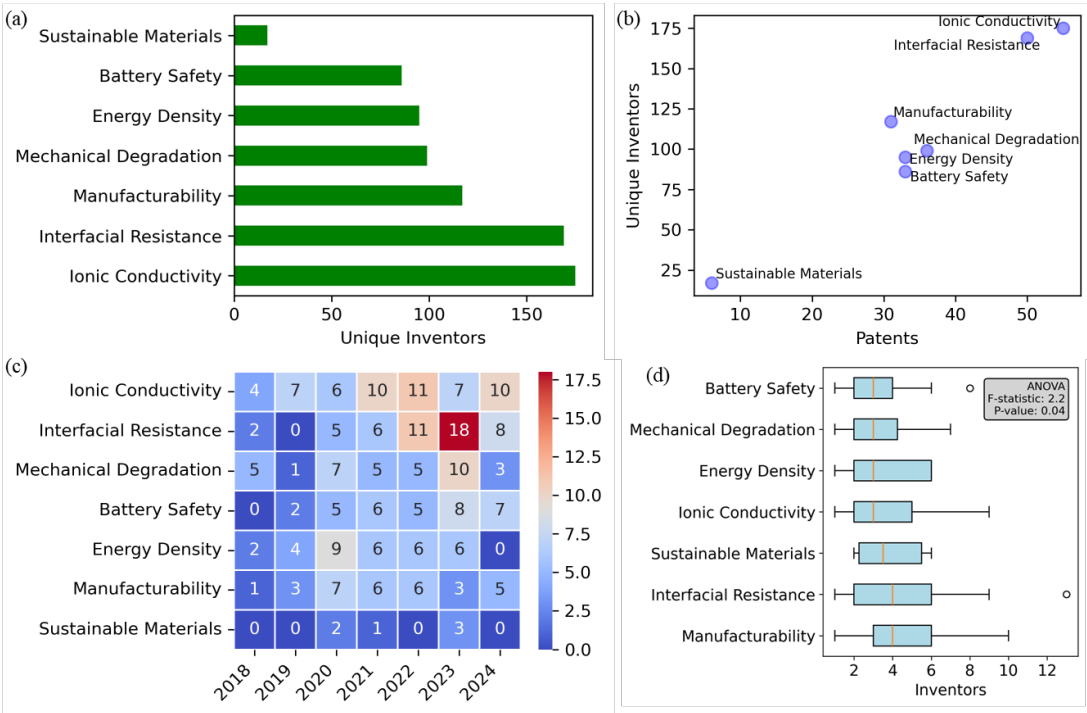 (a)
Sustainable Materials
Battery Safety
Energy Density
Mechanical Degradation
Manufacturability
Interfacial Resistance
Ionic Conductivity
0 50 100 150
Unique Inventors
(b)
Unique Inventors
175
150
125
100
75
50
25
Ionic Conductivity
Interfacial Resistance
Manufacturability
Mechanical Degradation
Energy Density
Battery Safety
Sustainable Materials
10 20 30 40 50
Patents
(c)
Ionic Conductivity 4 7 6 10 11 7 10
Interfacial Resistance 2 0 5 6 11 18 8
Mechanical Degradation 5 1 7 5 5 10 3
Battery Safety 0 2 5 6 5 8 7
Energy Density 2 4 9 6 6 6 0
Manufacturability 1 3 7 6 6 3 5
Sustainable Materials 0 0 2 1 0 3 0
2018 2019 2020 2021 2022 2023 2024
17.5
15.0
12.5
10.0
7.5
5.0
2.5
0.0
(d)
Battery Safety
Mechanical Degradation
Energy Density
Ionic Conductivity
Sustainable Materials
Interfacial Resistance
Manufacturability
ANOVA
F-statistic: 2.2
P-value: 0.04
2 4 6 8 10 12
Inventors